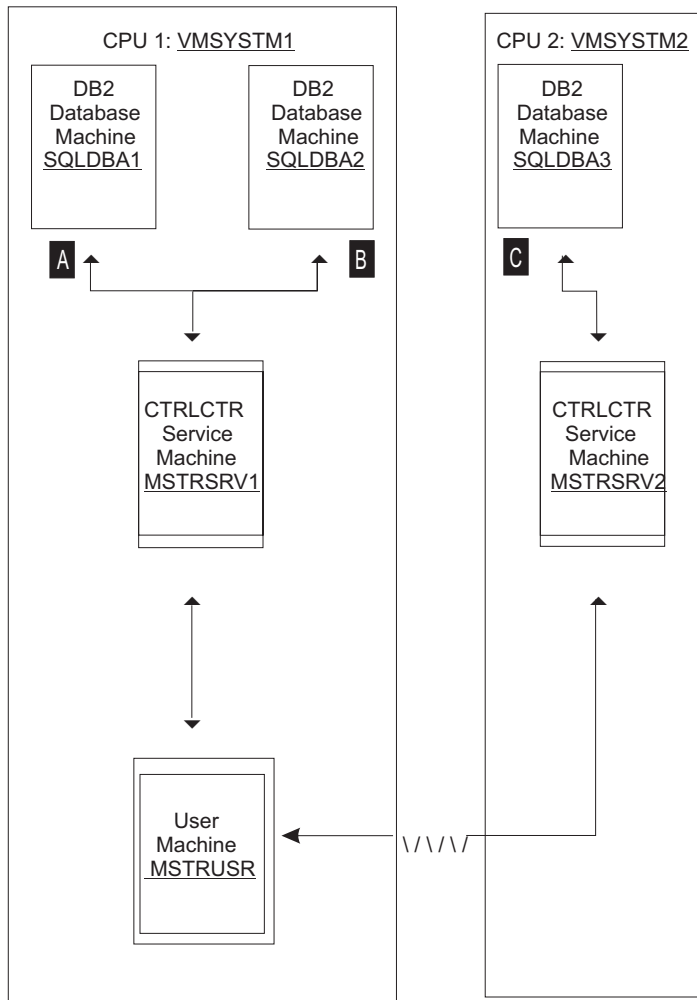 CPU 1: VMSYSTM1
DB2
Database
Machine
SQLDBA1
DB2
Database
Machine
SQLDBA2
A
B
CTRLCTR
Service
Machine
MSTRSRV1
User
Machine
MSTRUSR
\/\/\/
CPU 2: VMSYSTM2
DB2
Database
Machine
SQLDBA3
C
CTRLCTR
Service
Machine
MSTRSRV2